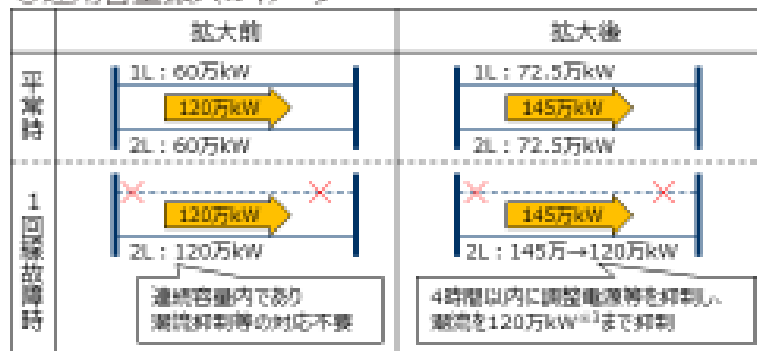 拡大前
拡大後
平常時
1L：60万kW
120万kW
2L：60万kW
1L：72.5万kW
145万kW
2L：72.5万kW
1回線故障時
120万kW
2L：120万kW
連続容量内であり
潮流抑制等の対応不要
145万kW
2L：145万→120万kW
4時間以内に調整電源等を抑制し、
潮流を120万kW※1まで抑制